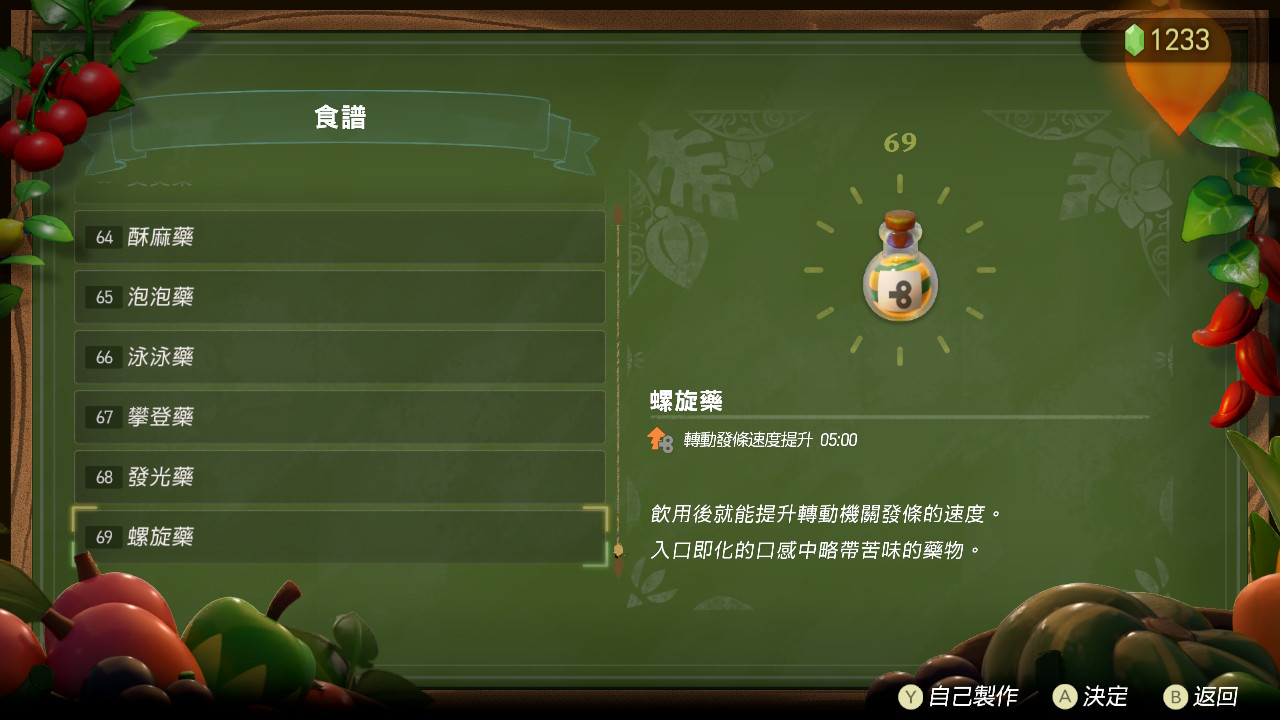 1233
食譜
69
64 酥麻藥
65 泡泡藥
66 泳泳藥
67 攀登藥
68 發光藥
69 螺旋藥
螺旋藥
轉動發條速度提升 05:00
飲用後就能提升轉動機關發條的速度。
入口即化的口感中略帶苦味的藥物。
Y 自己製作 A 決定 B 返回